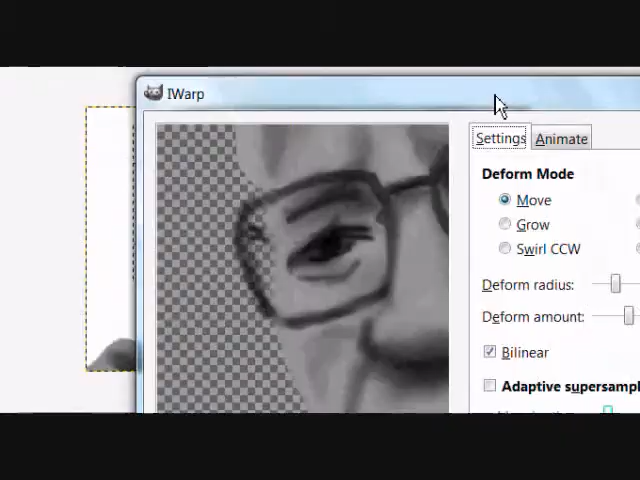 IWarp
Settings Animate
Deform Mode
Move
Grow
Swirl CCW
Deform radius:
Deform amount:
Bilinear
Adaptive supersampl